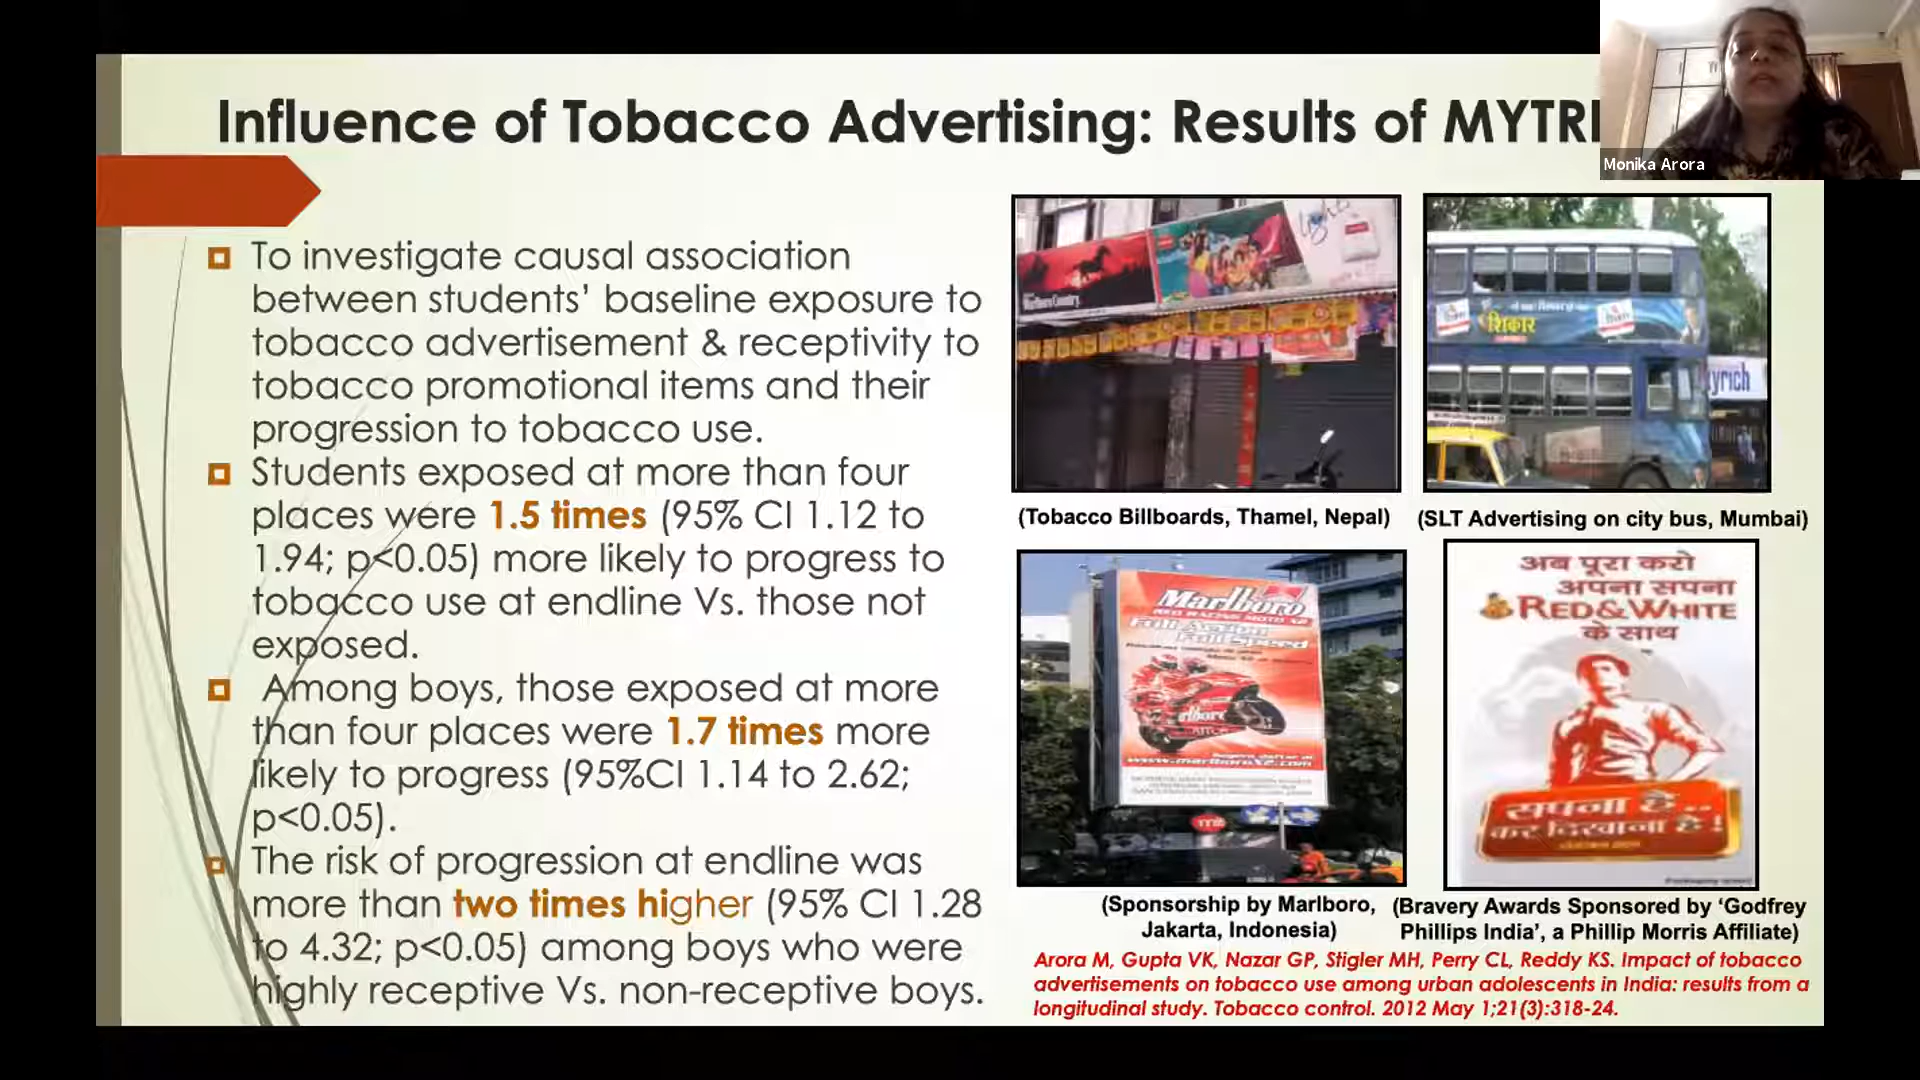 Influence of Tobacco Advertising: Results of MYTRI
Monika Arora
To investigate causal association
between students’ baseline exposure to
tobacco advertisement & receptivity to
tobacco promotional items and their
progression to tobacco use.
Students exposed at more than four
places were 1.5 times (95% CI 1.12 to
1.94; p<0.05) more likely to progress to
tobacco use at endline Vs. those not
exposed.
Among boys, those exposed at more
than four places were 1.7 times more
likely to progress (95%CI 1.14 to 2.62;
p<0.05).
The risk of progression at endline was
more than two times higher (95% CI 1.28
to 4.32; p<0.05) among boys who were
highly receptive Vs. non-receptive boys.
Marlboro Country
(Tobacco Billboards, Thamel, Nepal)
शिकार
yrich
(SLT Advertising on city bus, Mumbai)
Marlboro
Full Action
Full Speed
(Sponsorship by Marlboro,
Jakarta, Indonesia)
अब पूरा करो
अपना सपना
RED&WHITE
के साथ
सपना है..
कर दिखाना है!
(Bravery Awards Sponsored by ‘Godfrey
Phillips India’, a Phillip Morris Affiliate)
Arora M, Gupta VK, Nazar GP, Stigler MH, Perry CL, Reddy KS. Impact of tobacco
advertisements on tobacco use among urban adolescents in India: results from a
longitudinal study. Tobacco control. 2012 May 1;21(3):318-24.